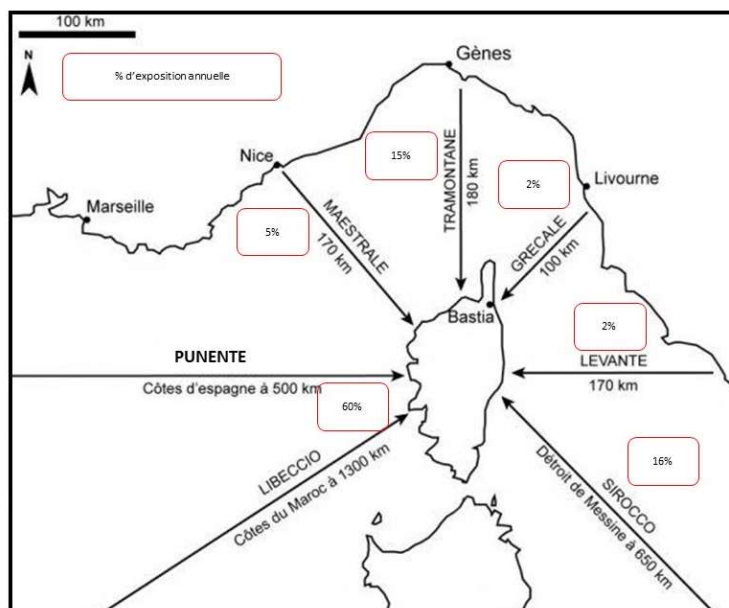 100 km
N
% d'exposition annuelle
Gènes
Nice
15%
TRAMONTANE
180 km
2%
Livourne
Marseille
5%
MAESTRALE
170 km
GRECALE
100 km
Bastia
2%
PUNENTE
LEVANTE
Côtes d'espagne à 500 km
170 km
60%
LIBECCIO
Côtes du Maroc à 1300 km
16%
SIROCCO
Détroit de Messine à 650 km